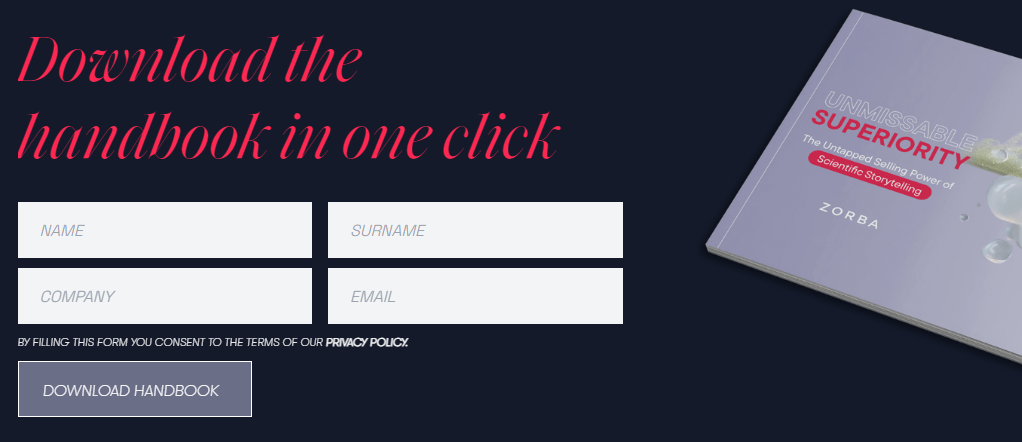 Download the
handbook in one click
NAME
SURNAME
COMPANY
EMAIL
BY FILLING THIS FORM YOU CONSENT TO THE TERMS OF OUR PRIVACY POLICY.
DOWNLOAD HANDBOOK
UNMISSABLE
SUPERIORITY
The Untapped Selling Power of
Scientific Storytelling
ZORBA